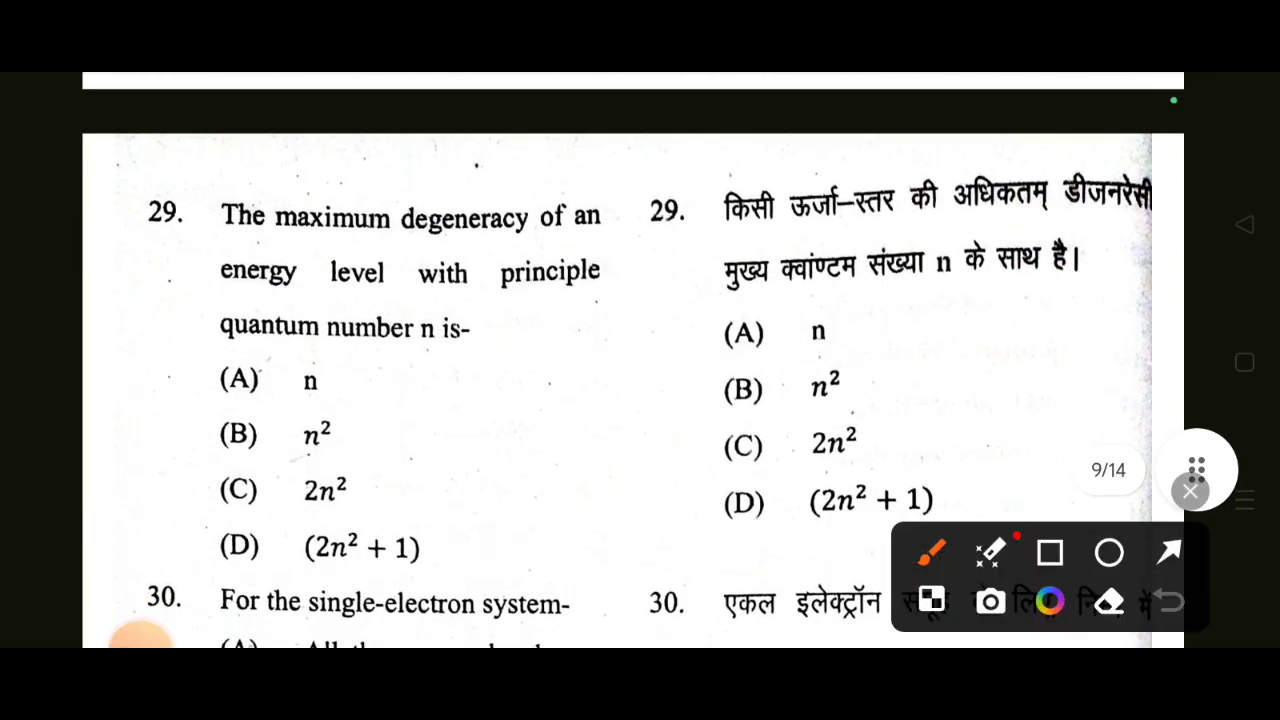 29. The maximum degeneracy of an
energy level with principle
quantum number n is-
(A) n
(B) n²
(C) 2n²
(D) (2n² + 1)
30. For the single-electron system-
29. किसी ऊर्जा–स्तर की अधिकतम् डीजनरेसी
मुख्य क्वांण्टम संख्या n के साथ है।
(A) n
(B) n²
(C) 2n²
(D) (2n² + 1)
30. एकल इलेक्ट्रॉन
9/14